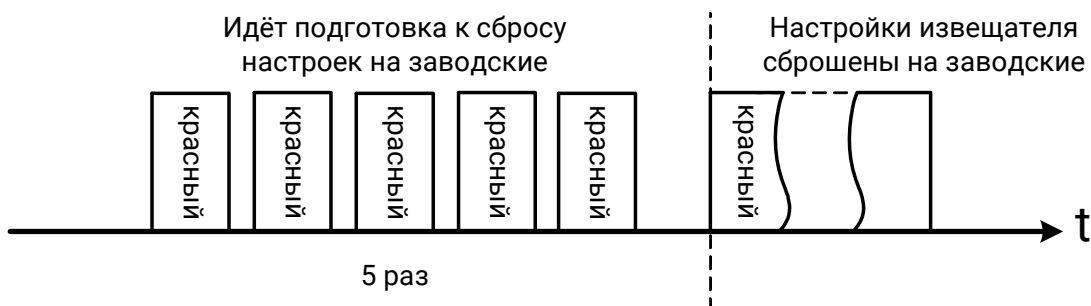 Идёт подготовка к сбросу
настроек на заводские
Настройки извещателя
сброшены на заводские
красный
красный
красный
красный
красный
красный
t
5 раз